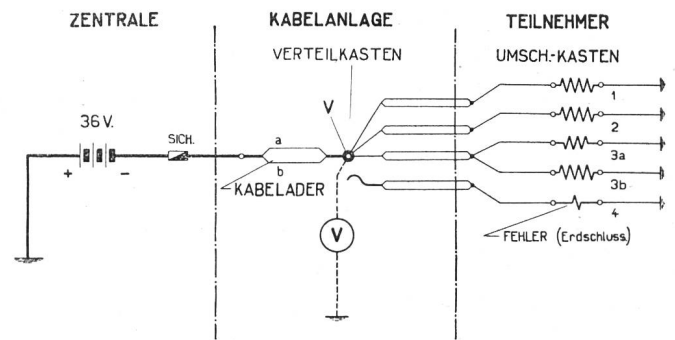 ZENTRALE
KABELANLAGE
TEILNEHMER
VERTEILKASTEN
UMSCH.-KASTEN
V
36 V.
SICH.
+
-
a
b
KABELADER
V
1
2
3a
3b
4
FEHLER (Erdschluss)